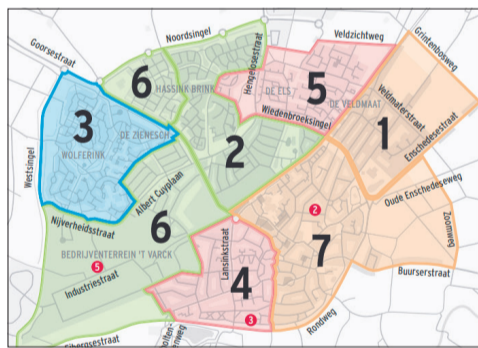 Noordsingel
Veldzichtweg
Goorsestraat
Grintenbosweg
6
HASSINK BRINK
Hengelosestraat
DE ELS
5
DE VELDMAAT
3
DE ZIENESCH
WOLFERINK
Wiedenbroeksingel
Veldmaterstraat
1
Enschedesestraat
2
Westsingel
Albert Cuyplaan
Oude Enschedeseweg
2
Nijverheidsstraat
6
Zoomweg
BEDRIJVENTERREIN 'T VARCK
7
5
Lansinkstraat
Industriestraat
4
Buurserstraat
3
Rondweg